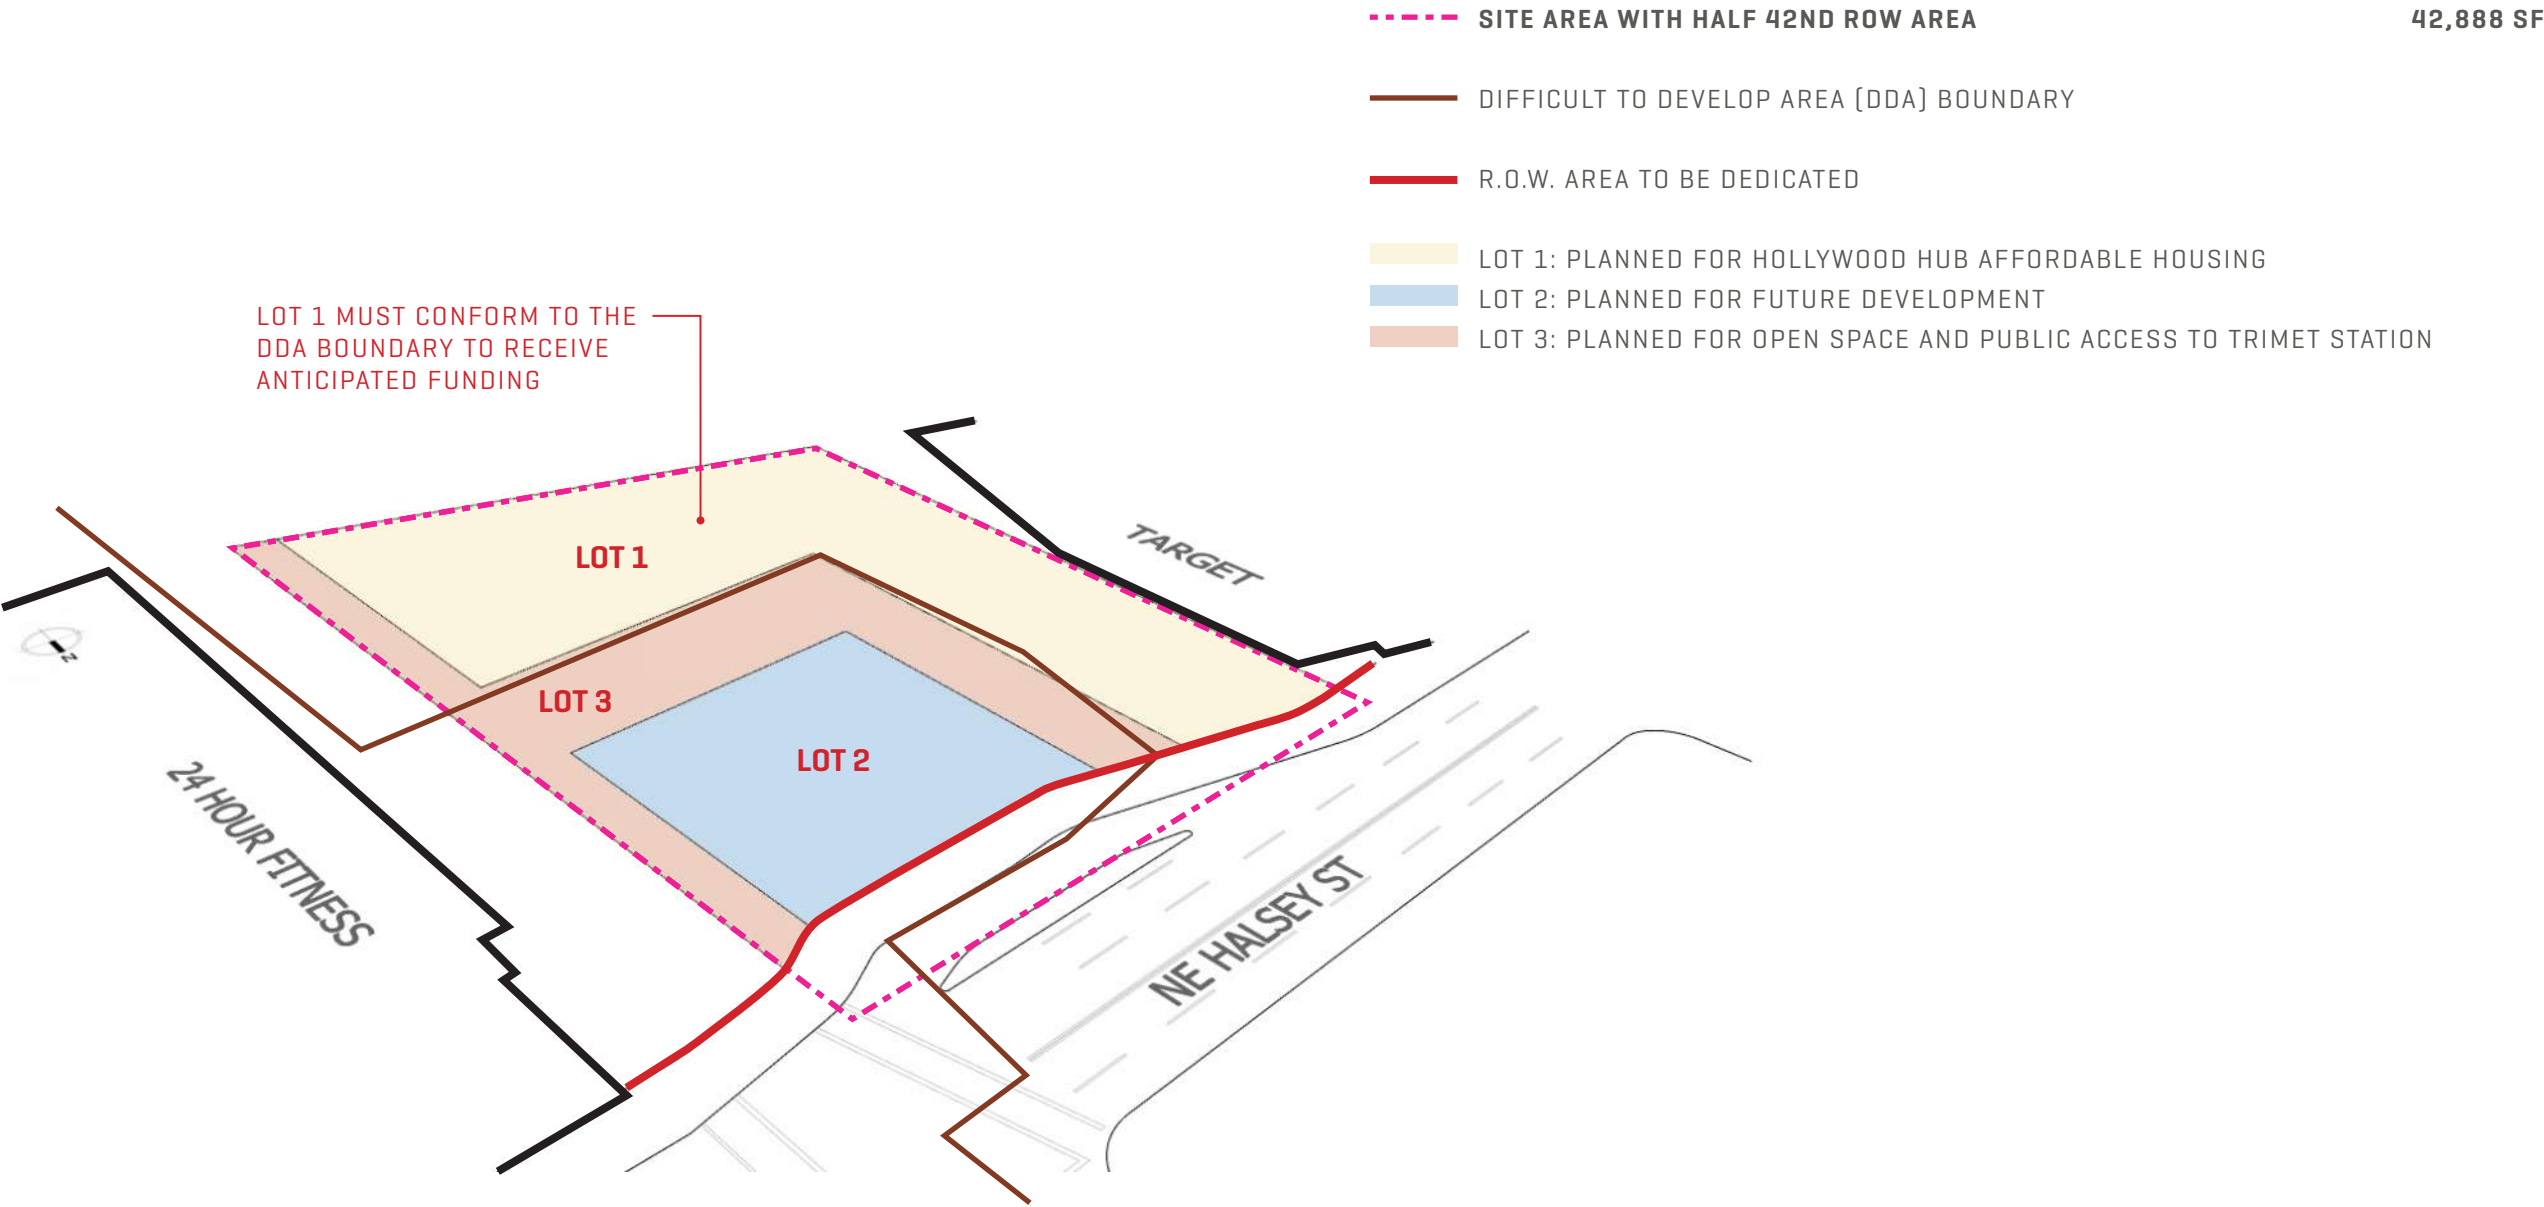 SITE AREA WITH HALF 42ND ROW AREA 42,888 SF
DIFFICULT TO DEVELOP AREA (DDA) BOUNDARY
R.O.W. AREA TO BE DEDICATED
LOT 1: PLANNED FOR HOLLYWOOD HUB AFFORDABLE HOUSING
LOT 2: PLANNED FOR FUTURE DEVELOPMENT
LOT 3: PLANNED FOR OPEN SPACE AND PUBLIC ACCESS TO TRIMET STATION
LOT 1 MUST CONFORM TO THE
DDA BOUNDARY TO RECEIVE
ANTICIPATED FUNDING
TARGET
LOT 1
Z
LOT 3
LOT 2
24 HOUR FITNESS
NE HALSEY ST